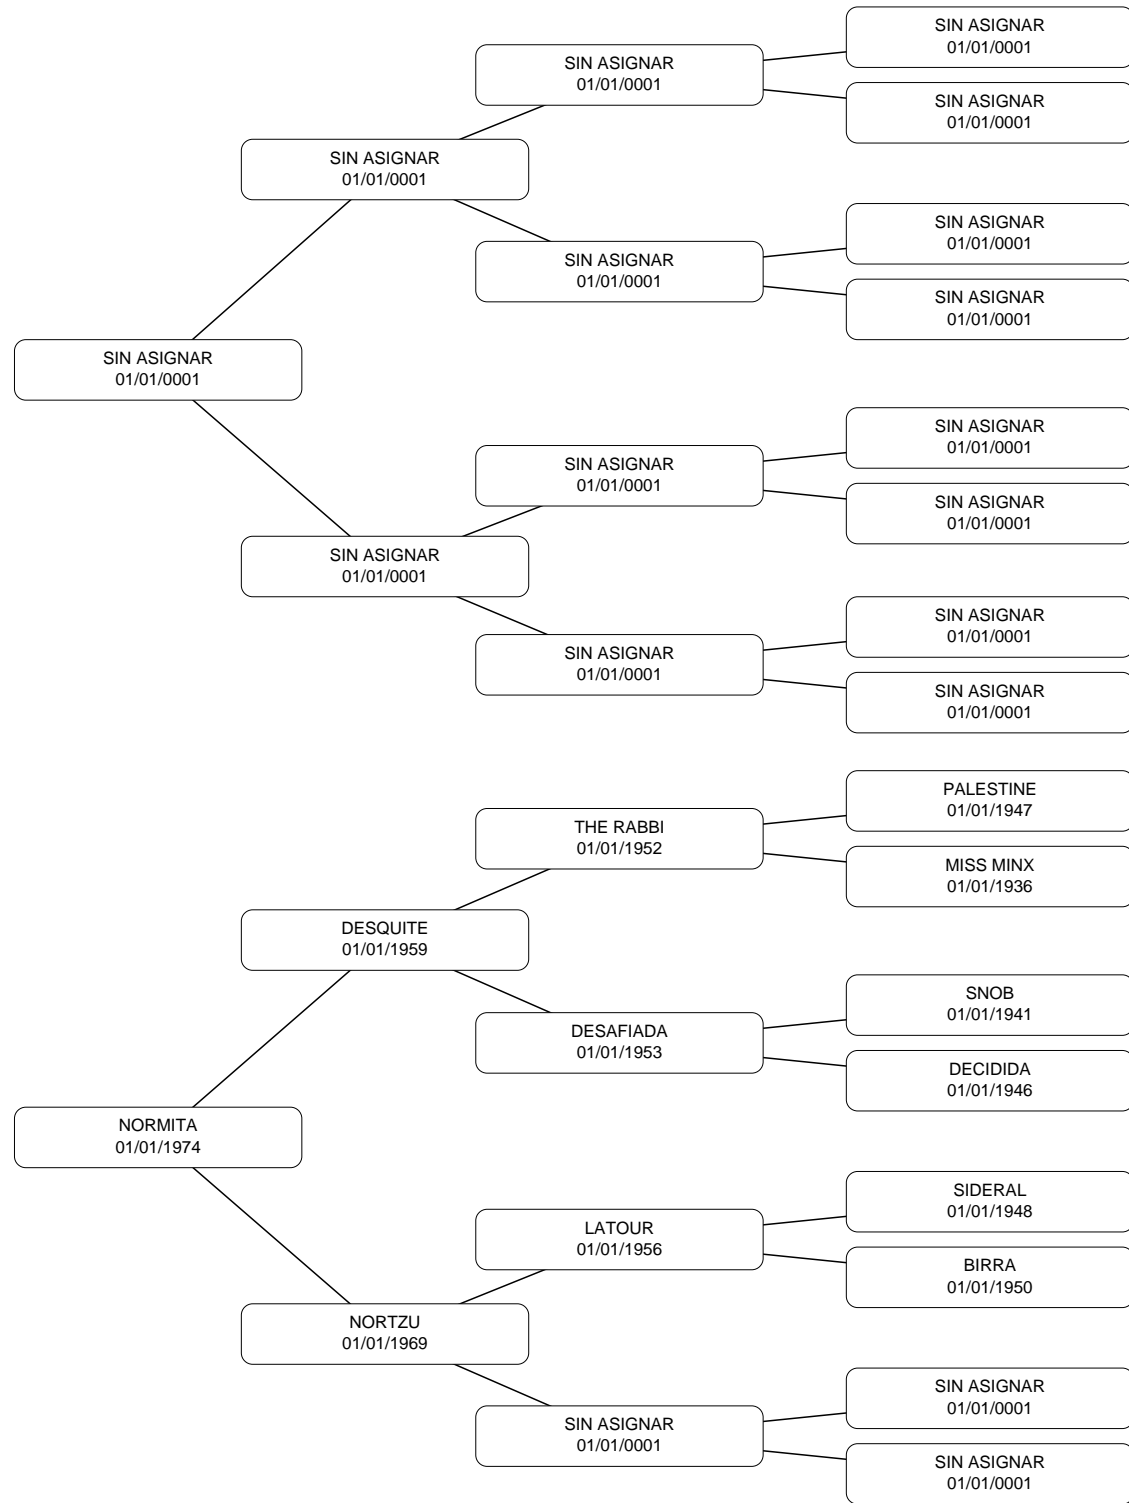 SIN ASIGNAR
01/01/0001
SIN ASIGNAR
01/01/0001
SIN ASIGNAR
01/01/0001
SIN ASIGNAR
01/01/0001
SIN ASIGNAR
01/01/0001
SIN ASIGNAR
01/01/0001
SIN ASIGNAR
01/01/0001
SIN ASIGNAR
01/01/0001
SIN ASIGNAR
01/01/0001
SIN ASIGNAR
01/01/0001
SIN ASIGNAR
01/01/0001
SIN ASIGNAR
01/01/0001
SIN ASIGNAR
01/01/0001
SIN ASIGNAR
01/01/0001
SIN ASIGNAR
01/01/0001
PALESTINE
01/01/1947
THE RABBI
01/01/1952
MISS MINX
01/01/1936
DESQUITE
01/01/1959
SNOB
01/01/1941
DESAFIADA
01/01/1953
DECIDIDA
01/01/1946
NORMITA
01/01/1974
SIDERAL
01/01/1948
LATOUR
01/01/1956
BIRRA
01/01/1950
NORTZU
01/01/1969
SIN ASIGNAR
01/01/0001
SIN ASIGNAR
01/01/0001
SIN ASIGNAR
01/01/0001